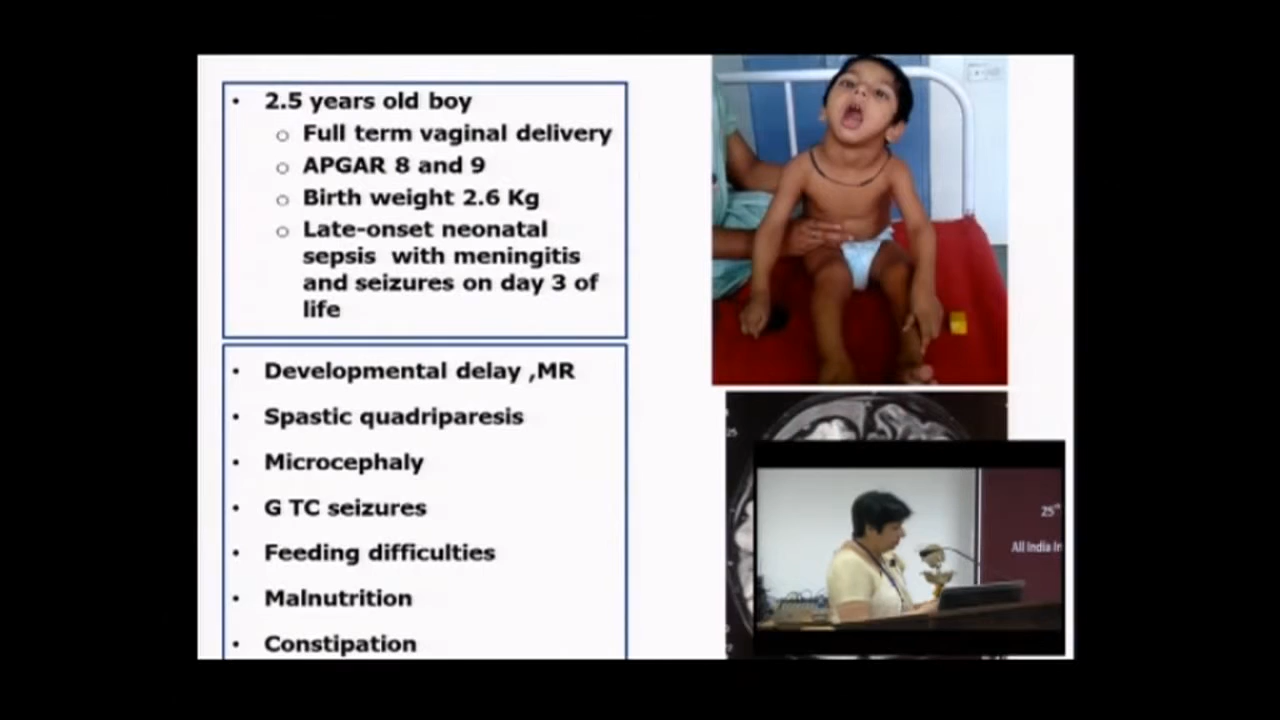 • 2.5 years old boy
o Full term vaginal delivery
o APGAR 8 and 9
o Birth weight 2.6 Kg
o Late-onset neonatal
sepsis with meningitis
and seizures on day 3 of
life
• Developmental delay ,MR
• Spastic quadriparesis
• Microcephaly
• G TC seizures
• Feeding difficulties
• Malnutrition
• Constipation
25
25th
All India